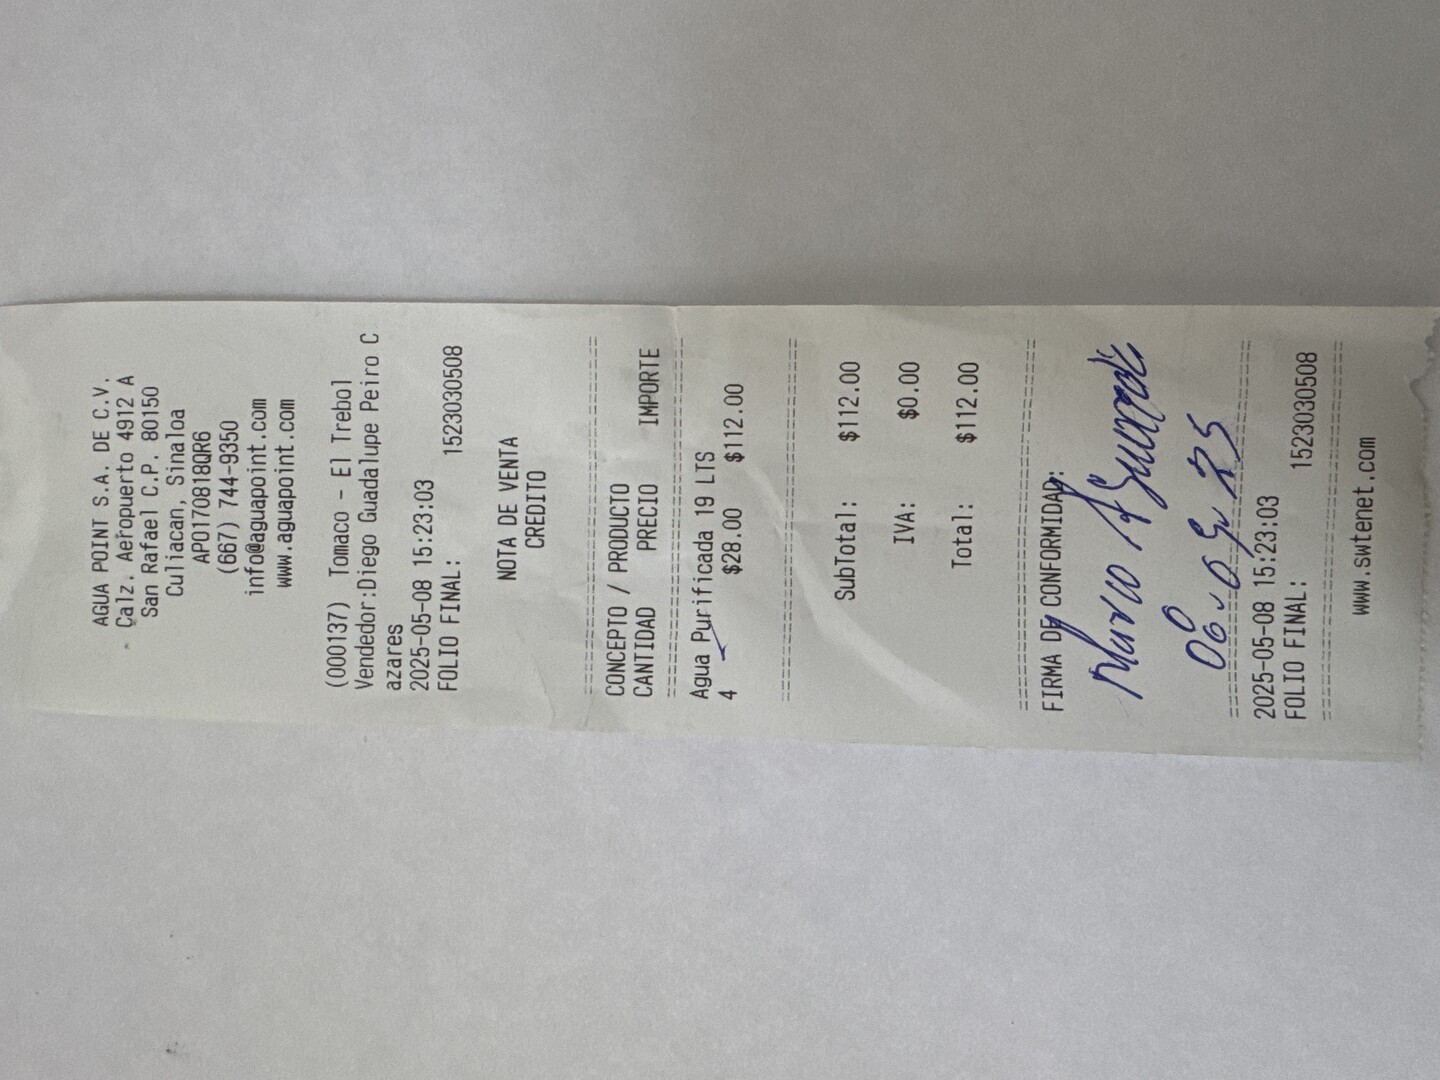 AGUA POINT S.A. DE C.V.
Calz. Aeropuerto 4912 A
San Rafael C.P. 80150
Culiacan, Sinaloa
APO170818QR6
(667) 744-9350
info@aguapoint.com
www.aguapoint.com
(000137) Tomaco - El Trebol
Vendedor:Diego Guadalupe Peiro C
azares
2025-05-08 15:23:03
FOLIO FINAL: 1523030508
NOTA DE VENTA
CREDITO
CONCEPTO / PRODUCTO
CANTIDAD PRECIO IMPORTE
Agua Purificada 19 LTS
4 $28.00 $112.00
SubTotal: $112.00
IVA: $0.00
Total: $112.00
FIRMA DE CONFORMIDAD:
Marco A
2025-05-08 15:23:03
FOLIO FINAL: 1523030508
www.swtenet.com